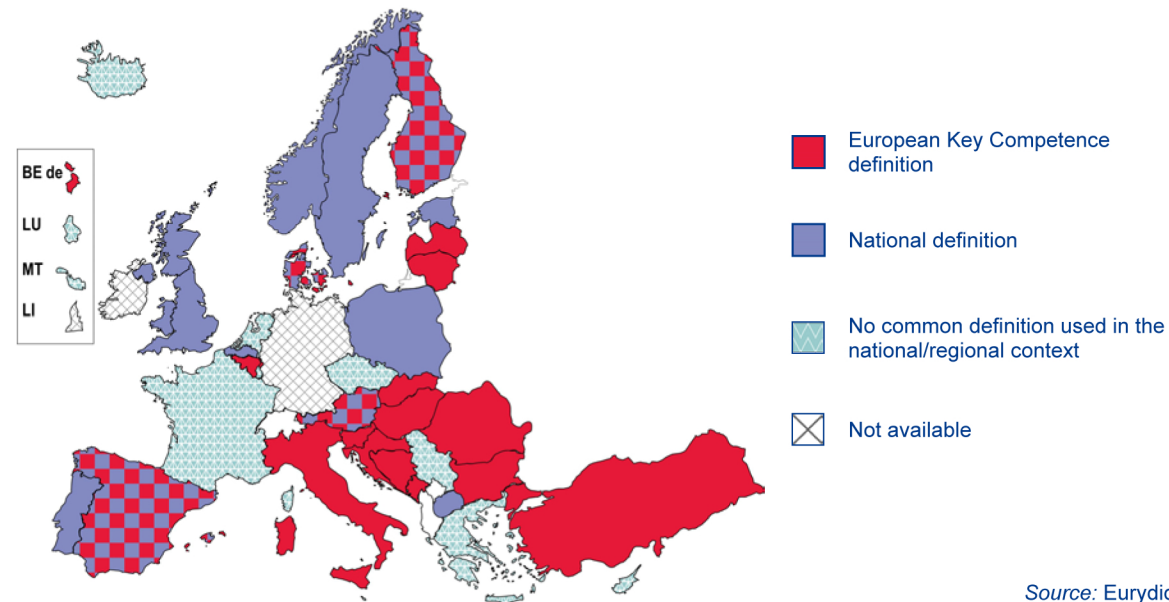 BE de
LU
MT
LI
European Key Competence
definition
National definition
No common definition used in the
national/regional context
Not available
Source: Eurydic